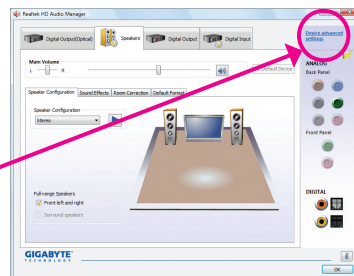 Realtek HD Audio Manager
Digital Output(Optical)
Speakers
Digital Output
Digital Input
Device advanced
settings
Main Volume
L
R
Default Device
ANALOG
Back Panel
Speaker Configuration
Sound Effects
Room Correction
Default Format
Speaker Configuration
Stereo
Front Panel
Full-range Speakers
Front left and right
Surround speakers
DIGITAL
GIGABYTE
TECHNOLOGY
i
OK